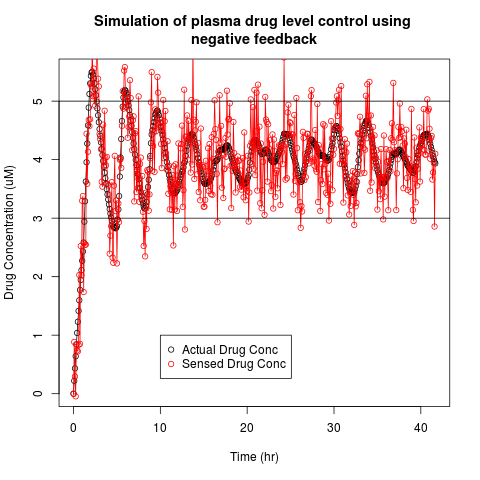 Simulation of plasma drug level control using
negative feedback
Drug Concentration (uM)
5
4
3
2
1
0
Actual Drug Conc
Sensed Drug Conc
0 10 20 30 40
Time (hr)